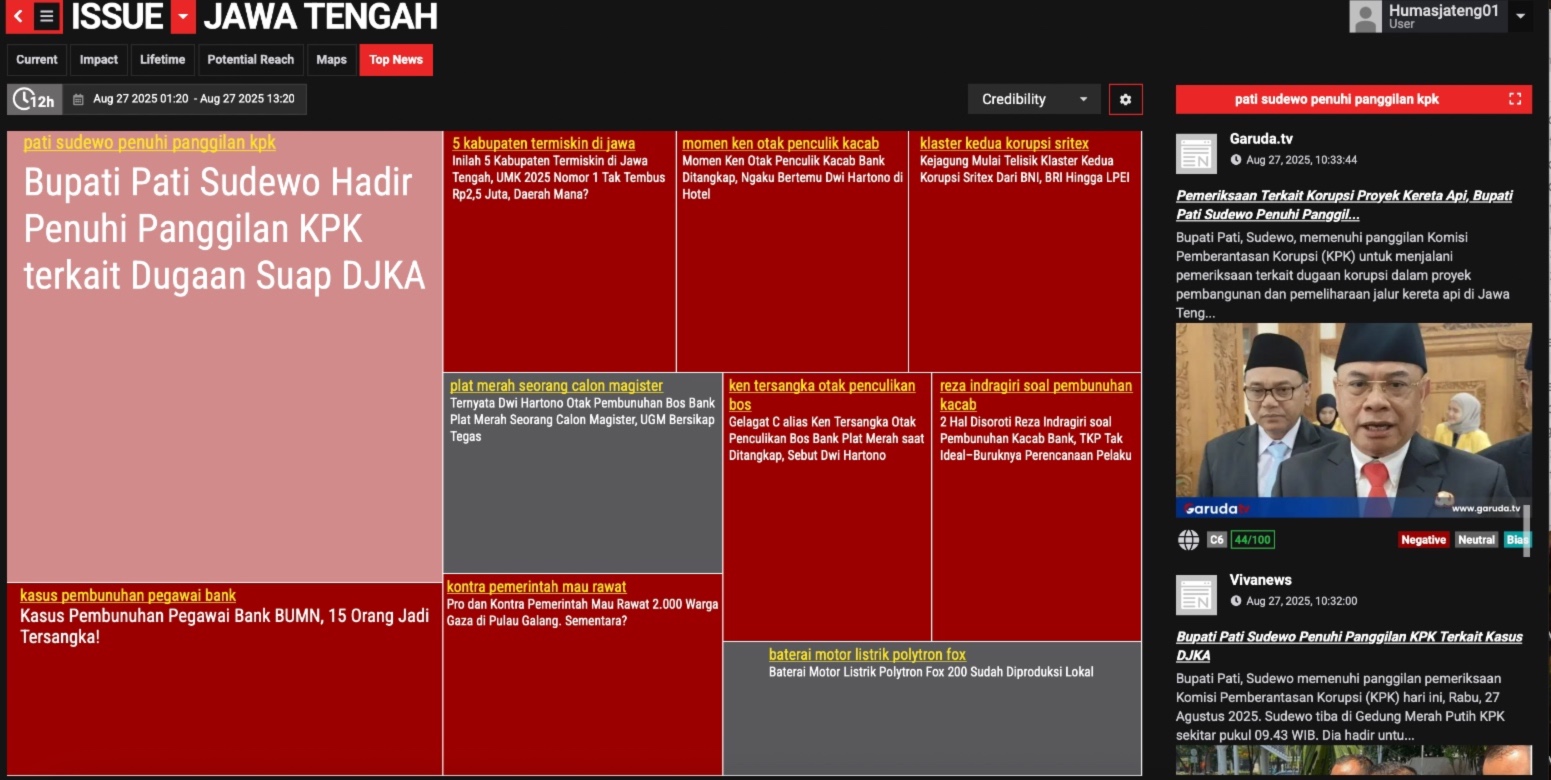 ISSUE
JAWA TENGAH
Humasjateng01
User
Current
Impact
Lifetime
Potential Reach
Maps
Top News
12h
Aug 27 2025 01:20 - Aug 27 2025 13:20
Credibility
pati sudewo penuhi panggilan kpk
Bupati Pati Sudewo Hadir
Penuhi Panggilan KPK
terkait Dugaan Suap DJKA
kasus pembunuhan pegawai bank
Kasus Pembunuhan Pegawai Bank BUMN, 15 Orang Jadi
Tersangka!
5 kabupaten termiskin di jawa
Inilah 5 Kabupaten Termiskin di Jawa
Tengah, UMK 2025 Nomor 1 Tak Tembus
Rp2,5 Juta, Daerah Mana?
momen ken otak penculik kacab
Momen Ken Otak Penculik Kacab Bank
Ditangkap, Ngaku Bertemu Dwi Hartono di
Hotel
klaster kedua korupsi sritex
Kejagung Mulai Telisik Klaster Kedua
Korupsi Sritex Dari BNI, BRI Hingga LPEI
plat merah seorang calon magister
Ternyata Dwi Hartono Otak Pembunuhan Bos Bank
Plat Merah Seorang Calon Magister, UGM Bersikap
Tegas
ken tersangka otak penculikan
bos
Gelagat C alias Ken Tersangka Otak
Penculikan Bos Bank Plat Merah saat
Ditangkap, Sebut Dwi Hartono
reza indragiri soal pembunuhan
kacab
2 Hal Disoroti Reza Indragiri soal
Pembunuhan Kacab Bank, TKP Tak
Ideal-Buruknya Perencanaan Pelaku
kontra pemerintah mau rawat
Pro dan Kontra Pemerintah Mau Rawat 2.000 Warga
Gaza di Pulau Galang. Sementara?
baterai motor listrik polytron fox
Baterai Motor Listrik Polytron Fox 200 Sudah Diproduksi Lokal
pati sudewo penuhi panggilan kpk
Garuda.tv
Aug 27, 2025, 10:33:44
Pemeriksaan Terkait Korupsi Proyek Kereta Api, Bupati
Pati Sudewo Penuhi Panggil...
Bupati Pati, Sudewo, memenuhi panggilan Komisi
Pemberantasan Korupsi (KPK) untuk menjalani
pemeriksaan terkait dugaan korupsi dalam proyek
pembangunan dan pemeliharaan jalur kereta api di Jawa
Teng...
Garudatv
www.garuda.tv
C6
44/100
Negative
Neutral
Bias
Vivanews
Aug 27, 2025, 10:32:00
Bupati Pati Sudewo Penuhi Panggilan KPK Terkait Kasus
DJKA
Bupati Pati, Sudewo memenuhi panggilan pemeriksaan
Komisi Pemberantasan Korupsi (KPK) hari ini, Rabu, 27
Agustus 2025. Sudewo tiba di Gedung Merah Putih KPK
sekitar pukul 09.43 WIB. Dia hadir untu...